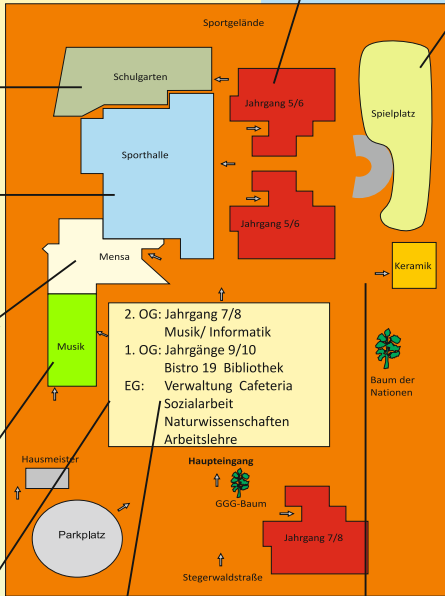 Sportgelände
Schulgarten
Jahrgang 5/6
Spielplatz
Sporthalle
Jahrgang 5/6
Mensa
Keramik
Musik
2. OG: Jahrgang 7/8
Musik/ Informatik
1. OG: Jahrgänge 9/10
Bistro 19 Bibliothek
EG: Verwaltung Cafeteria
Sozialarbeit
Naturwissenschaften
Arbeitslehre
Baum der
Nationen
Hausmeister
Haupteingang
GGG-Baum
Parkplatz
Jahrgang 7/8
Stegerwaldstraße